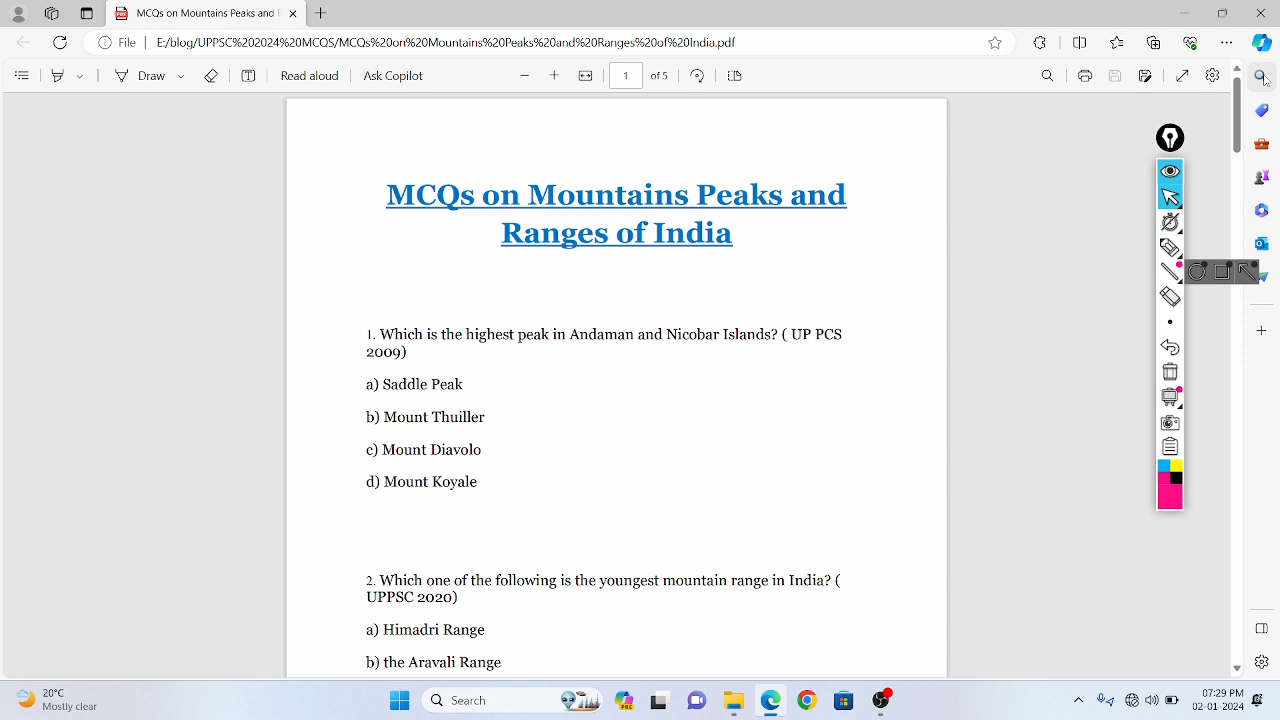 MCQs on Mountains Peaks and F
File | E:/blog/UPPSC%202024%20MCQS/MCQs%20on%20Mountains%20Peaks%20and%20Ranges%20of%20India.pdf
Draw
Read aloud
Ask Copilot
1
of 5
MCQs on Mountains Peaks and
Ranges of India
1. Which is the highest peak in Andaman and Nicobar Islands? ( UP PCS
2009)
a) Saddle Peak
b) Mount Thuiller
c) Mount Diavolo
d) Mount Koyale
2. Which one of the following is the youngest mountain range in India? (
UPPSC 2020)
a) Himadri Range
b) the Aravali Range
20°C
Mostly clear
Search
PRE
07:29 PM
02-01-2024